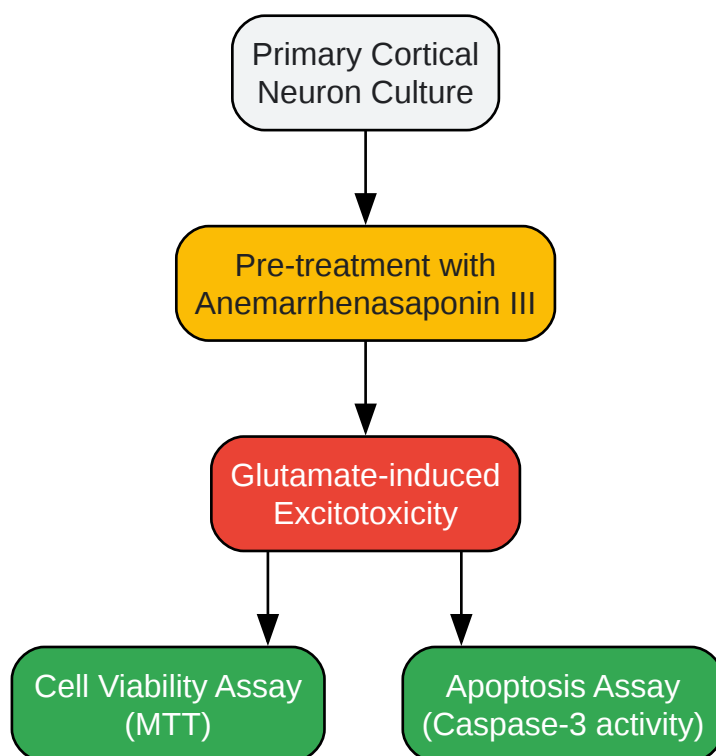 Primary Cortical
Neuron Culture
Pre-treatment with
Anemarrhenasaponin III
Glutamate-induced
Excitotoxicity
Cell Viability Assay
(MTT)
Apoptosis Assay
(Caspase-3 activity)